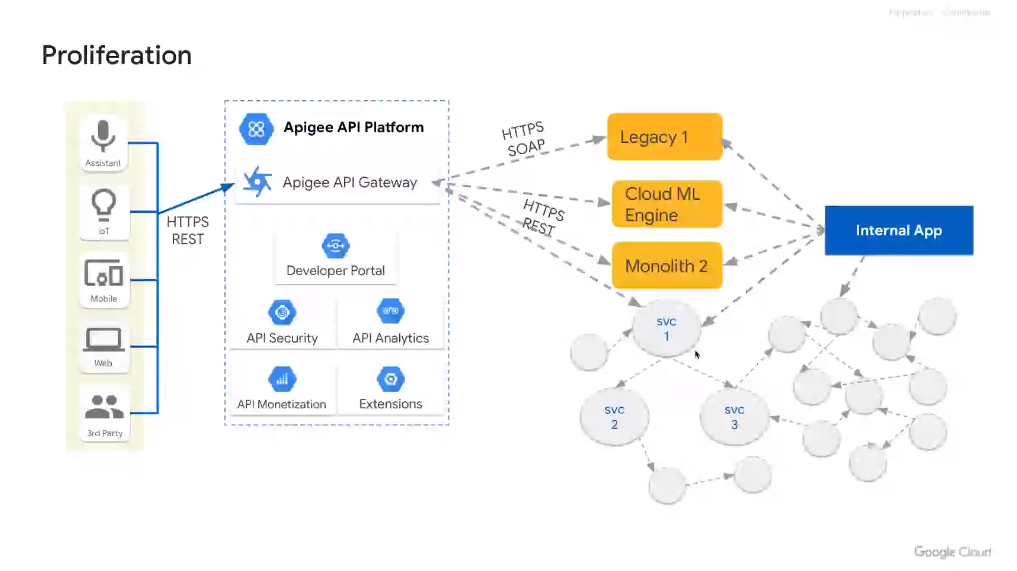 Proliferation
Assistant
IoT
Mobile
Web
3rd Party
HTTPS
REST
Apigee API Platform
Apigee API Gateway
Developer Portal
API Security
API Analytics
API Monetization
Extensions
HTTPS
SOAP
HTTPS
REST
Legacy 1
Cloud ML
Engine
Monolith 2
Internal App
svc
1
svc
2
svc
3
Google Cloud